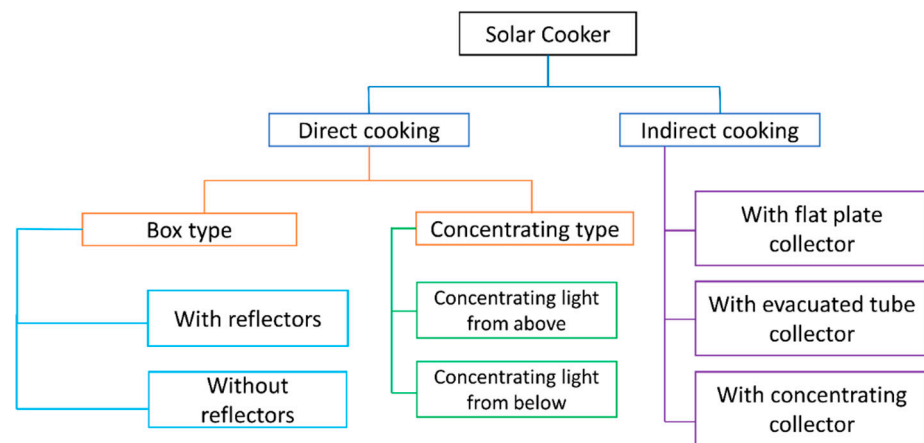 Solar Cooker
Direct cooking
Indirect cooking
Box type
Concentrating type
With reflectors
Without
reflectors
Concentrating light
from above
Concentrating light
from below
With flat plate
collector
With evacuated tube
collector
With concentrating
collector